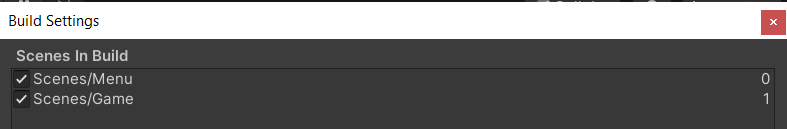 Build Settings
Scenes In Build
Scenes/Menu 0
Scenes/Game 1